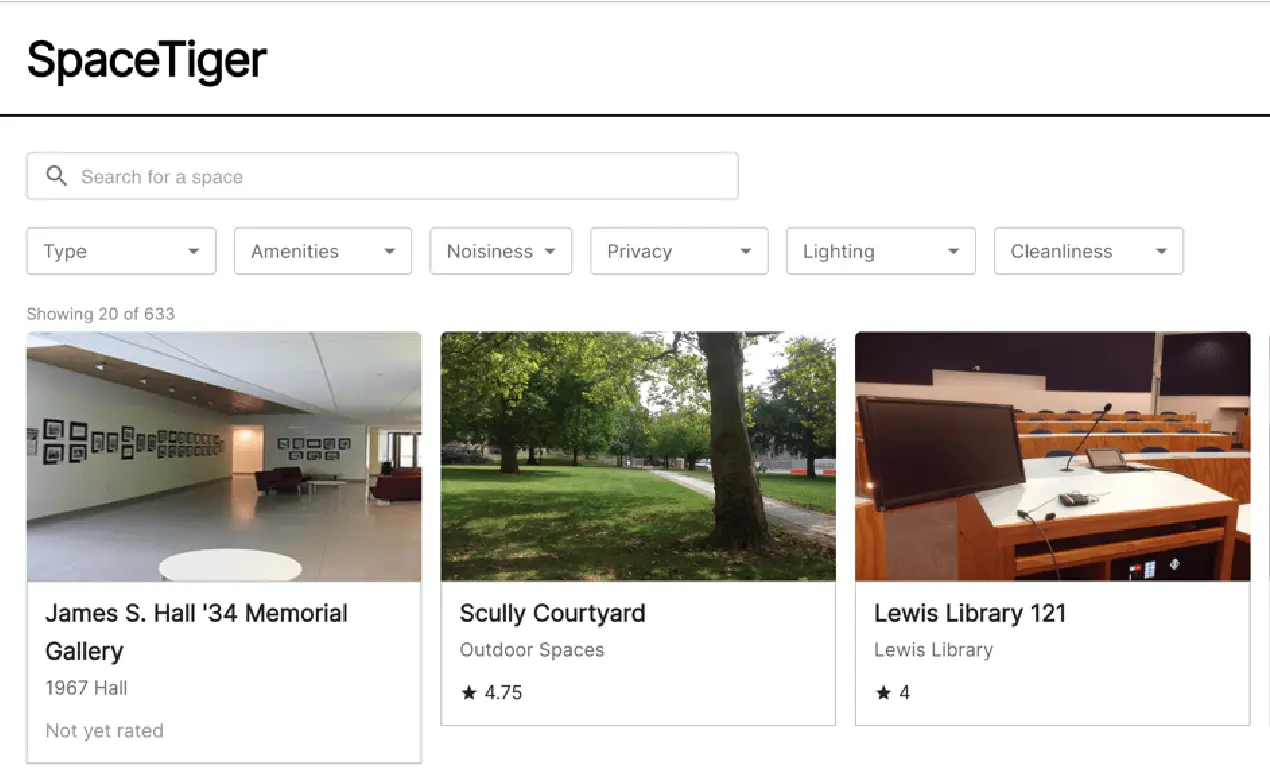 SpaceTiger
Search for a space
Type
Amenities
Noisiness
Privacy
Lighting
Cleanliness
Showing 20 of 633
James S. Hall '34 Memorial
Gallery
1967 Hall
Not yet rated
Scully Courtyard
Outdoor Spaces
★ 4.75
Lewis Library 121
Lewis Library
★ 4